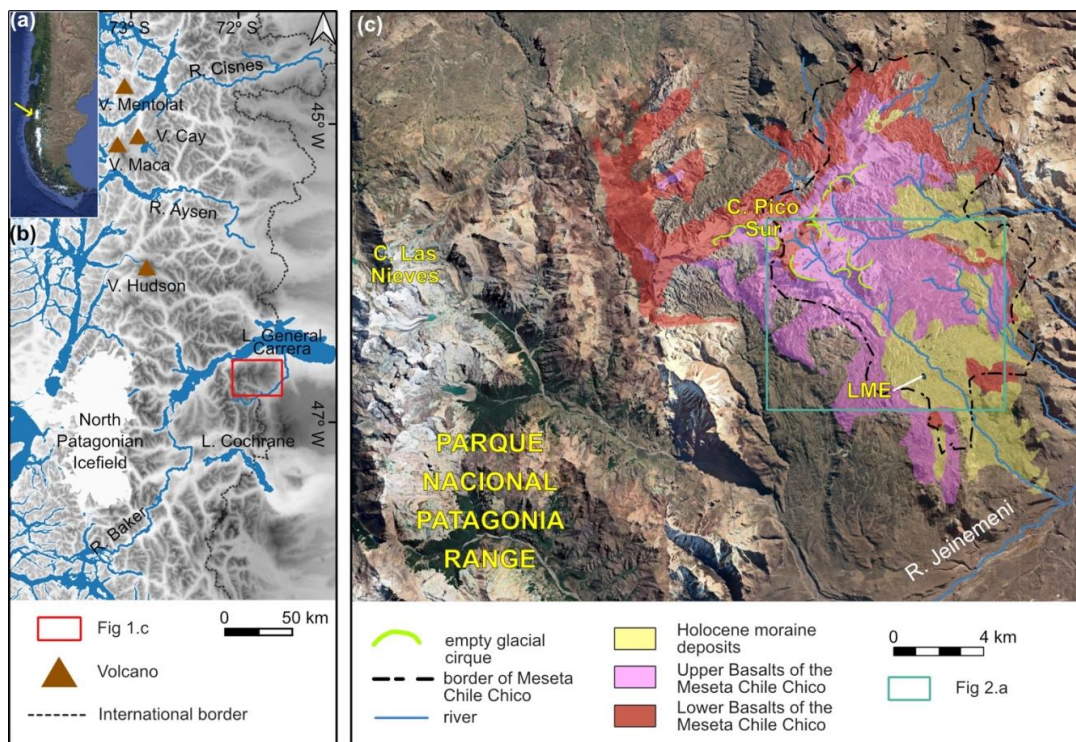 (a)
73° S
72° S
R. Cisnes
V. Mentolat
45° W
V. Cay
V. Maca
R. Aysen
(b)
V. Hudson
L. General
Carrera
North
Patagonian
Icefield
47° W
L. Cochrane
R. Baker
0 50 km
Fig 1.c
Volcano
International border
(c)
C. Pico
Sur
C. Las
Nieves
LME
PARQUE
NACIONAL
PATAGONIA
RANGE
R. Jeinemeni
empty glacial
cirque
border of Meseta
Chile Chico
river
Holocene moraine
deposits
Upper Basalts of the
Meseta Chile Chico
Lower Basalts of the
Meseta Chile Chico
0 4 km
Fig 2.a